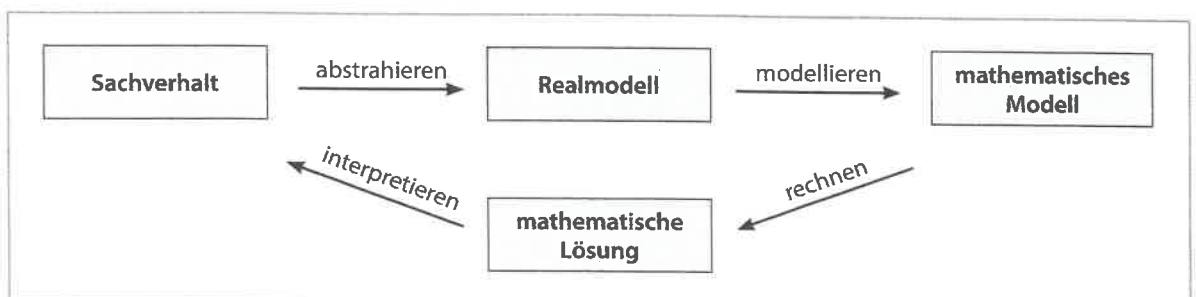 Sachverhalt
abstrahieren
Realmodell
modellieren
mathematisches
Modell
interpretieren
rechnen
mathematische
Lösung